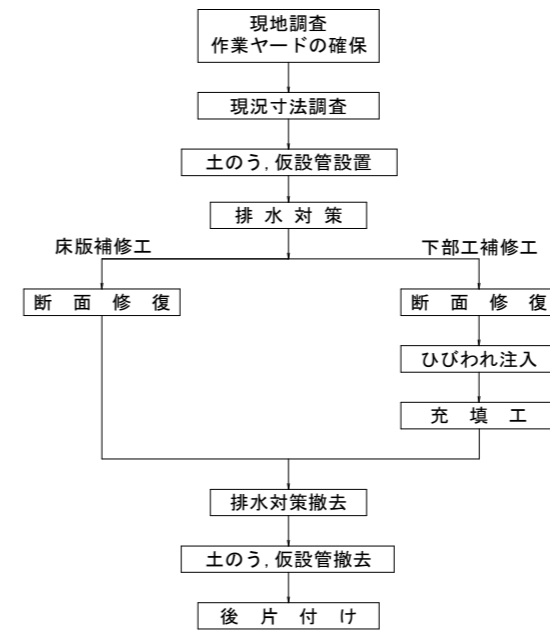 現地調査
作業ヤードの確保
現況寸法調査
土のう,仮設管設置
排水対策
床版補修工
下部工補修工
断面修復
断面修復
ひびわれ注入
充填工
排水対策撤去
土のう,仮設管撤去
後片付け